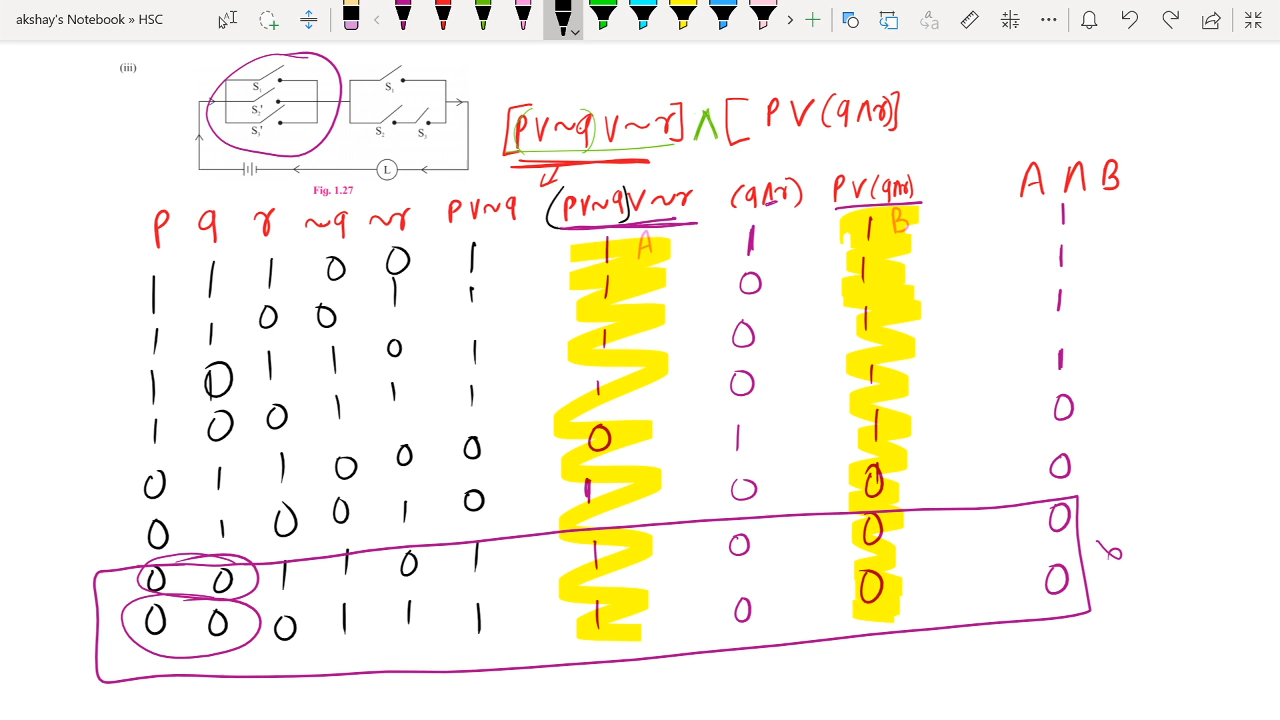 akshay's Notebook » HSC
(iii)
S₁
S₂'
S₃'
S₁
S₂ S₃
L
Fig. 1.27
[(p∨~q)∨~r] ∧ [ P∨(q∧r)]
P q r ~q ~r P∨~q (p∨~q)∨~r (q∧r) P∨(q∧r) A ∧ B
A B
1 1 1 0 0 1 1 1 1 1
1 1 0 0 1 1 1 0 1 1
1 0 1 1 0 1 1 0 1 1
1 0 0 1 1 1 1 0 1 1
0 1 1 0 0 0 0 1 1 0
0 1 0 0 1 0 1 0 0 0
0 0 1 1 0 1 1 0 0 0
0 0 0 1 1 1 1 0 0 0